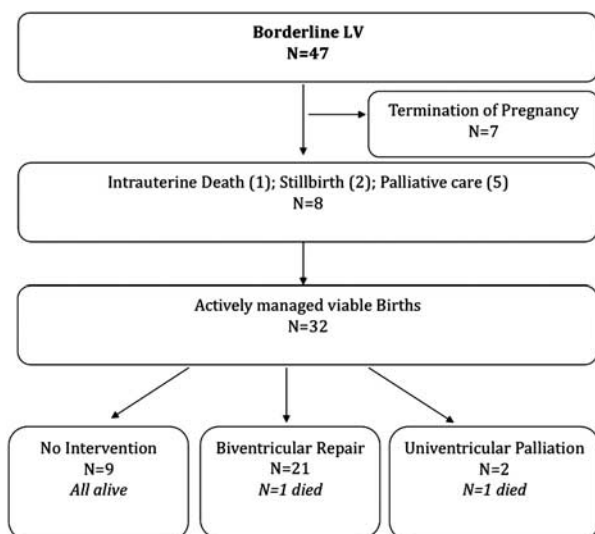 Borderline LV
N=47
Termination of Pregnancy
N=7
Intrauterine Death (1); Stillbirth (2); Palliative care (5)
N=8
Actively managed viable Births
N=32
No Intervention
N=9
All alive
Biventricular Repair
N=21
N=1 died
Univentricular Palliation
N=2
N=1 died